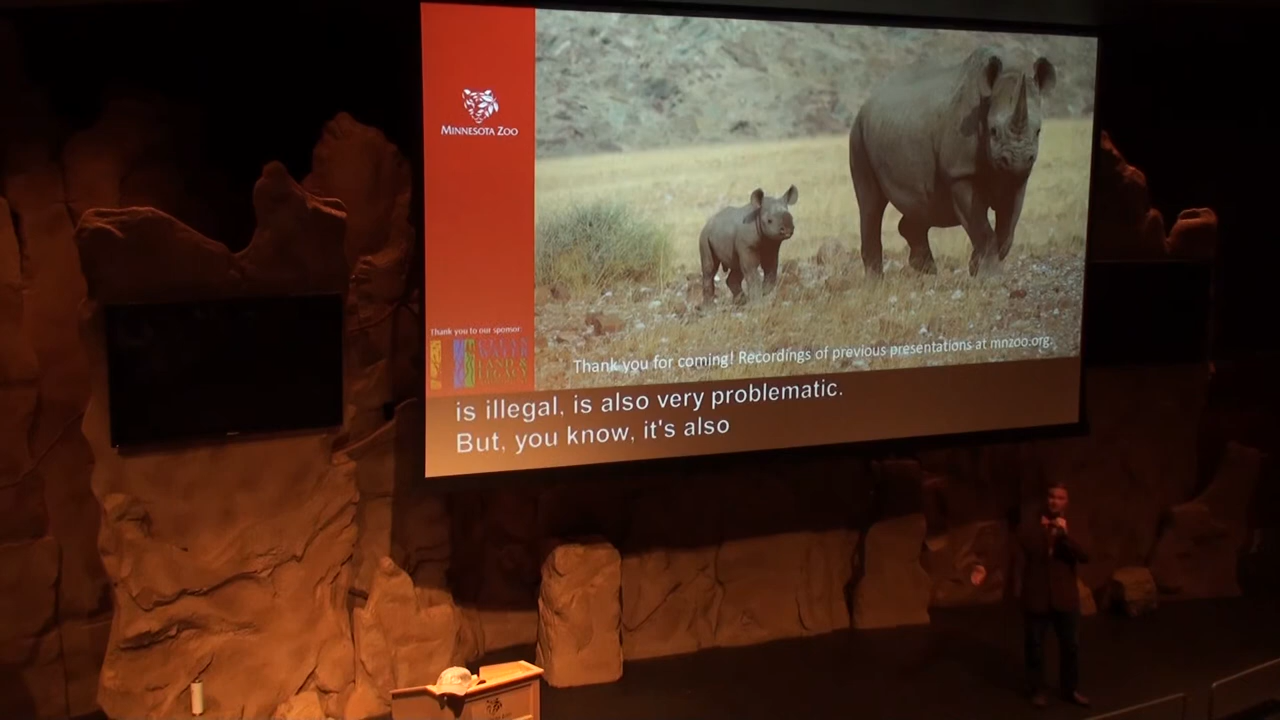 MINNESOTA ZOO
Thank you to our sponsor:
Thank you for coming! Recordings of previous presentations at mnzoo.org.
is illegal, is also very problematic.
But, you know, it's also